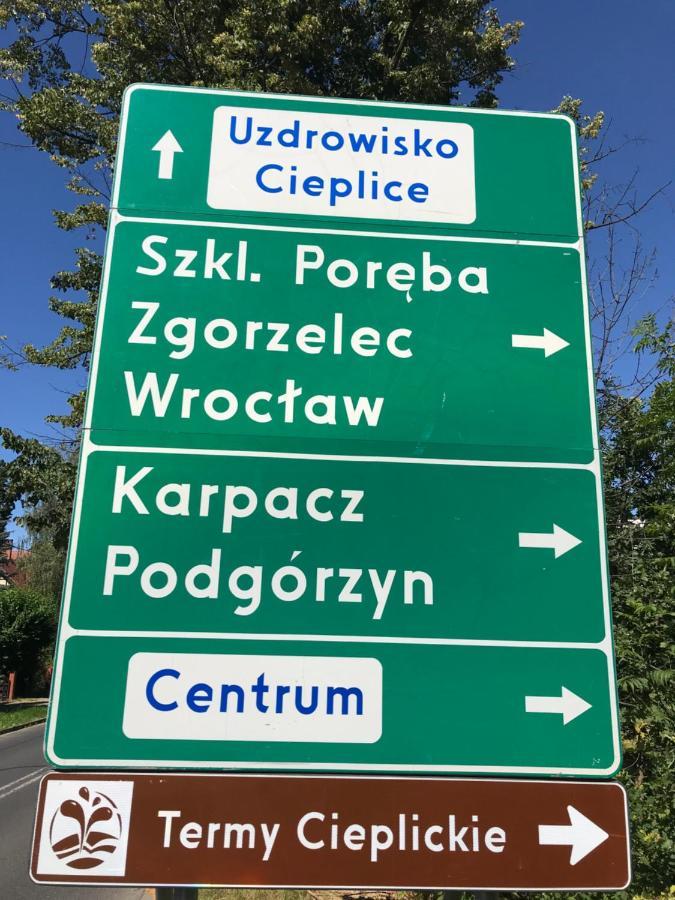 Uzdrowisko
Cieplice
Szkl. Poręba
Zgorzelec
Wrocław
Karpacz
Podgórzyn
Centrum
Termy Cieplickie